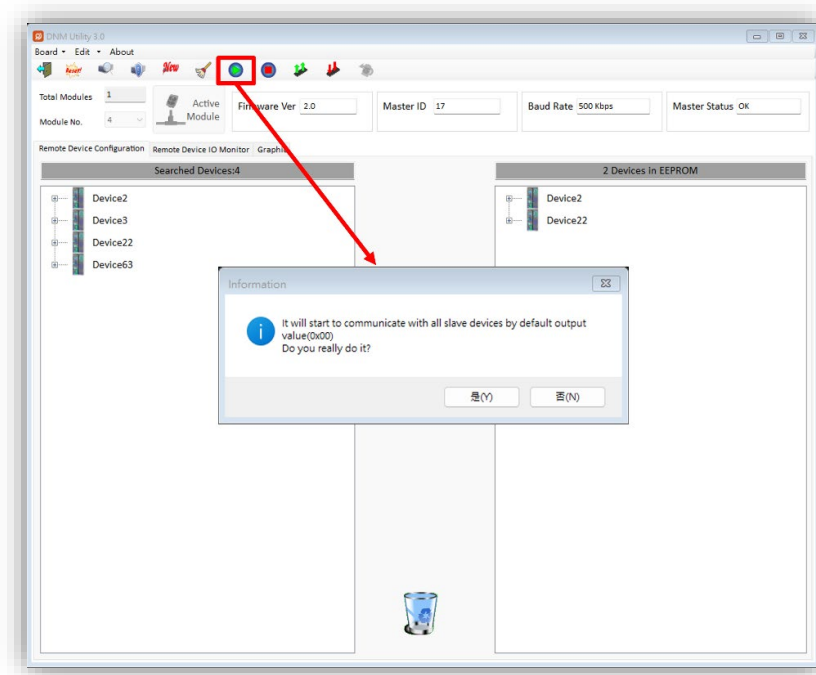 DNM Utility 3.0
Board Edit About
Reset! New
Total Modules 1
Module No. 4
Active Module
Firmware Ver 2.0
Master ID 17
Baud Rate 500 Kbps
Master Status OK
Remote Device Configuration Remote Device IO Monitor
Searched Devices:4
Device2
Device3
Device22
Device63
2 Devices in EEPROM
Device2
Device22
Information
It will start to communicate with all slave devices by default output
value(0x00)
Do you really do it?
是(Y) 否(N)